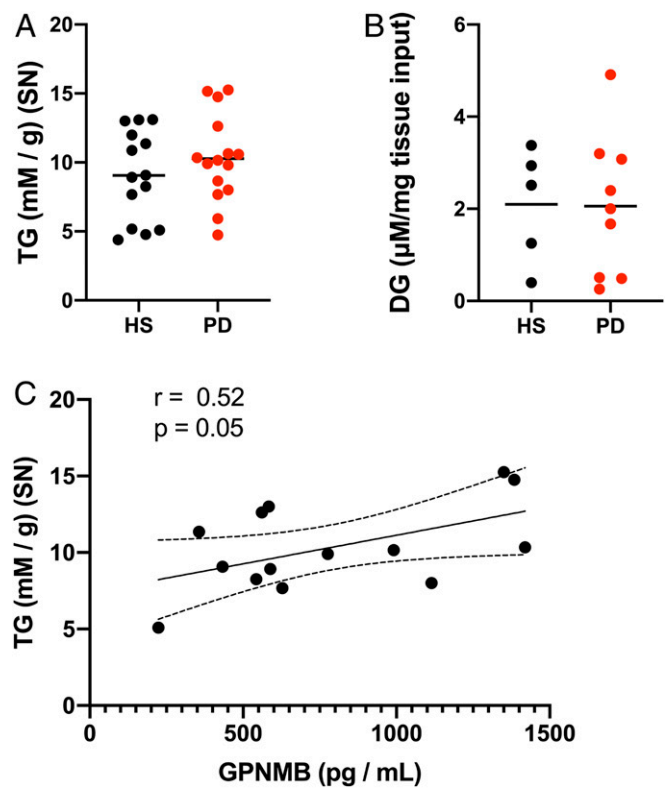 A
TG (mM / g) (SN)
20
15
10
5
0
HS
PD
B
DG (µM/mg tissue input)
6
4
2
0
HS
PD
C
r = 0.52
p = 0.05
TG (mM / g) (SN)
20
15
10
5
0
0
500
1000
1500
GPNMB (pg / mL)